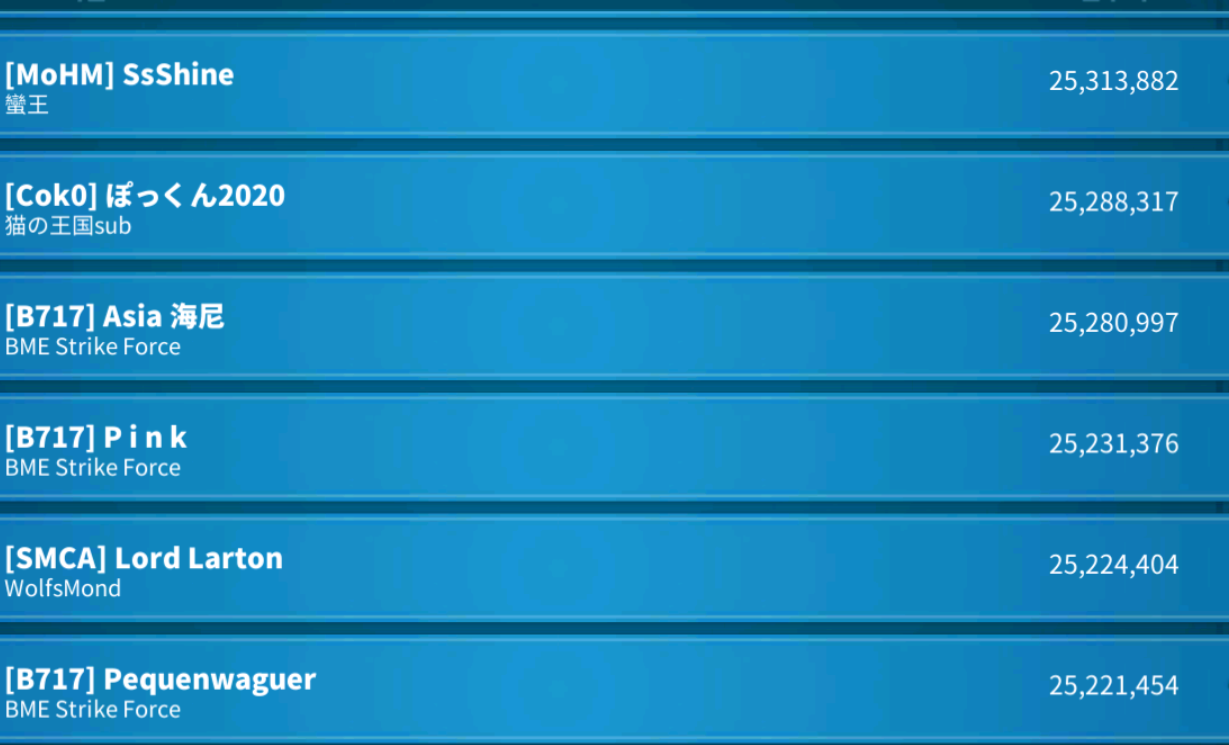 [MoHM] SsShine
25,313,882
蠻王
[Cok0] ぽっくん2020
25,288,317
猫の王国sub
[B717] Asia 海尼
25,280,997
BME Strike Force
[B717] P i n k
25,231,376
BME Strike Force
[SMCA] Lord Larton
25,224,404
WolfsMond
[B717] Pequenwaguer
25,221,454
BME Strike Force